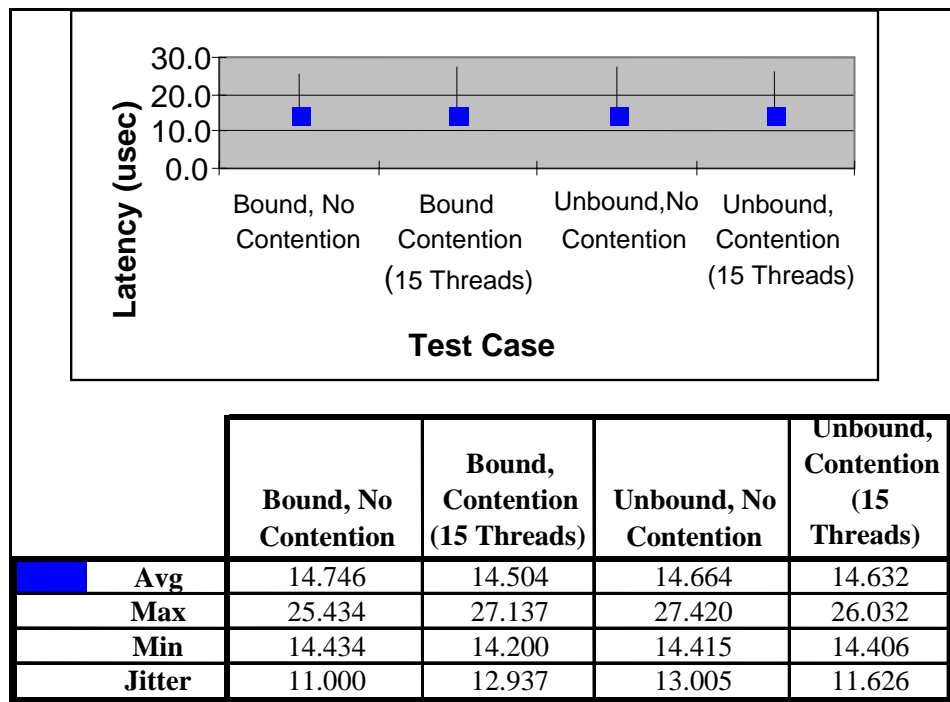 30.0
20.0
10.0
0.0
Latency (usec)
Bound, No Contention
Bound Contention (15 Threads)
Unbound,No Contention
Unbound, Contention (15 Threads)
Test Case
Bound, No Contention
Bound, Contention (15 Threads)
Unbound, No Contention
Unbound, Contention (15 Threads)
Avg 14.746 14.504 14.664 14.632
Max 25.434 27.137 27.420 26.032
Min 14.434 14.200 14.415 14.406
Jitter 11.000 12.937 13.005 11.626